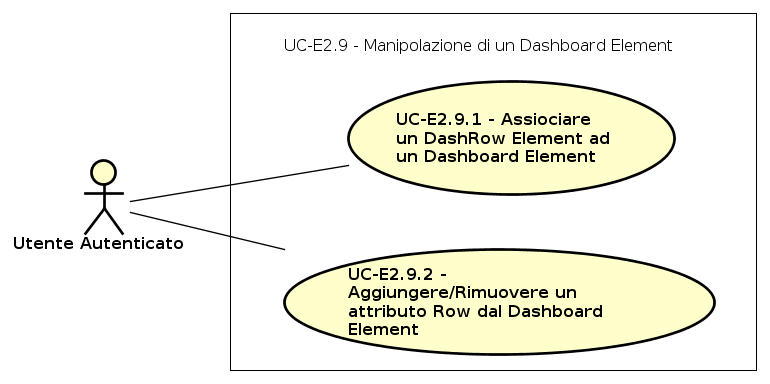 UC-E2.9 - Manipolazione di un Dashboard Element
UC-E2.9.1 - Assiociare
un DashRow Element ad
un Dashboard Element
Utente Autenticato
UC-E2.9.2 -
Aggiungere/Rimuovere un
attributo Row dal Dashboard
Element